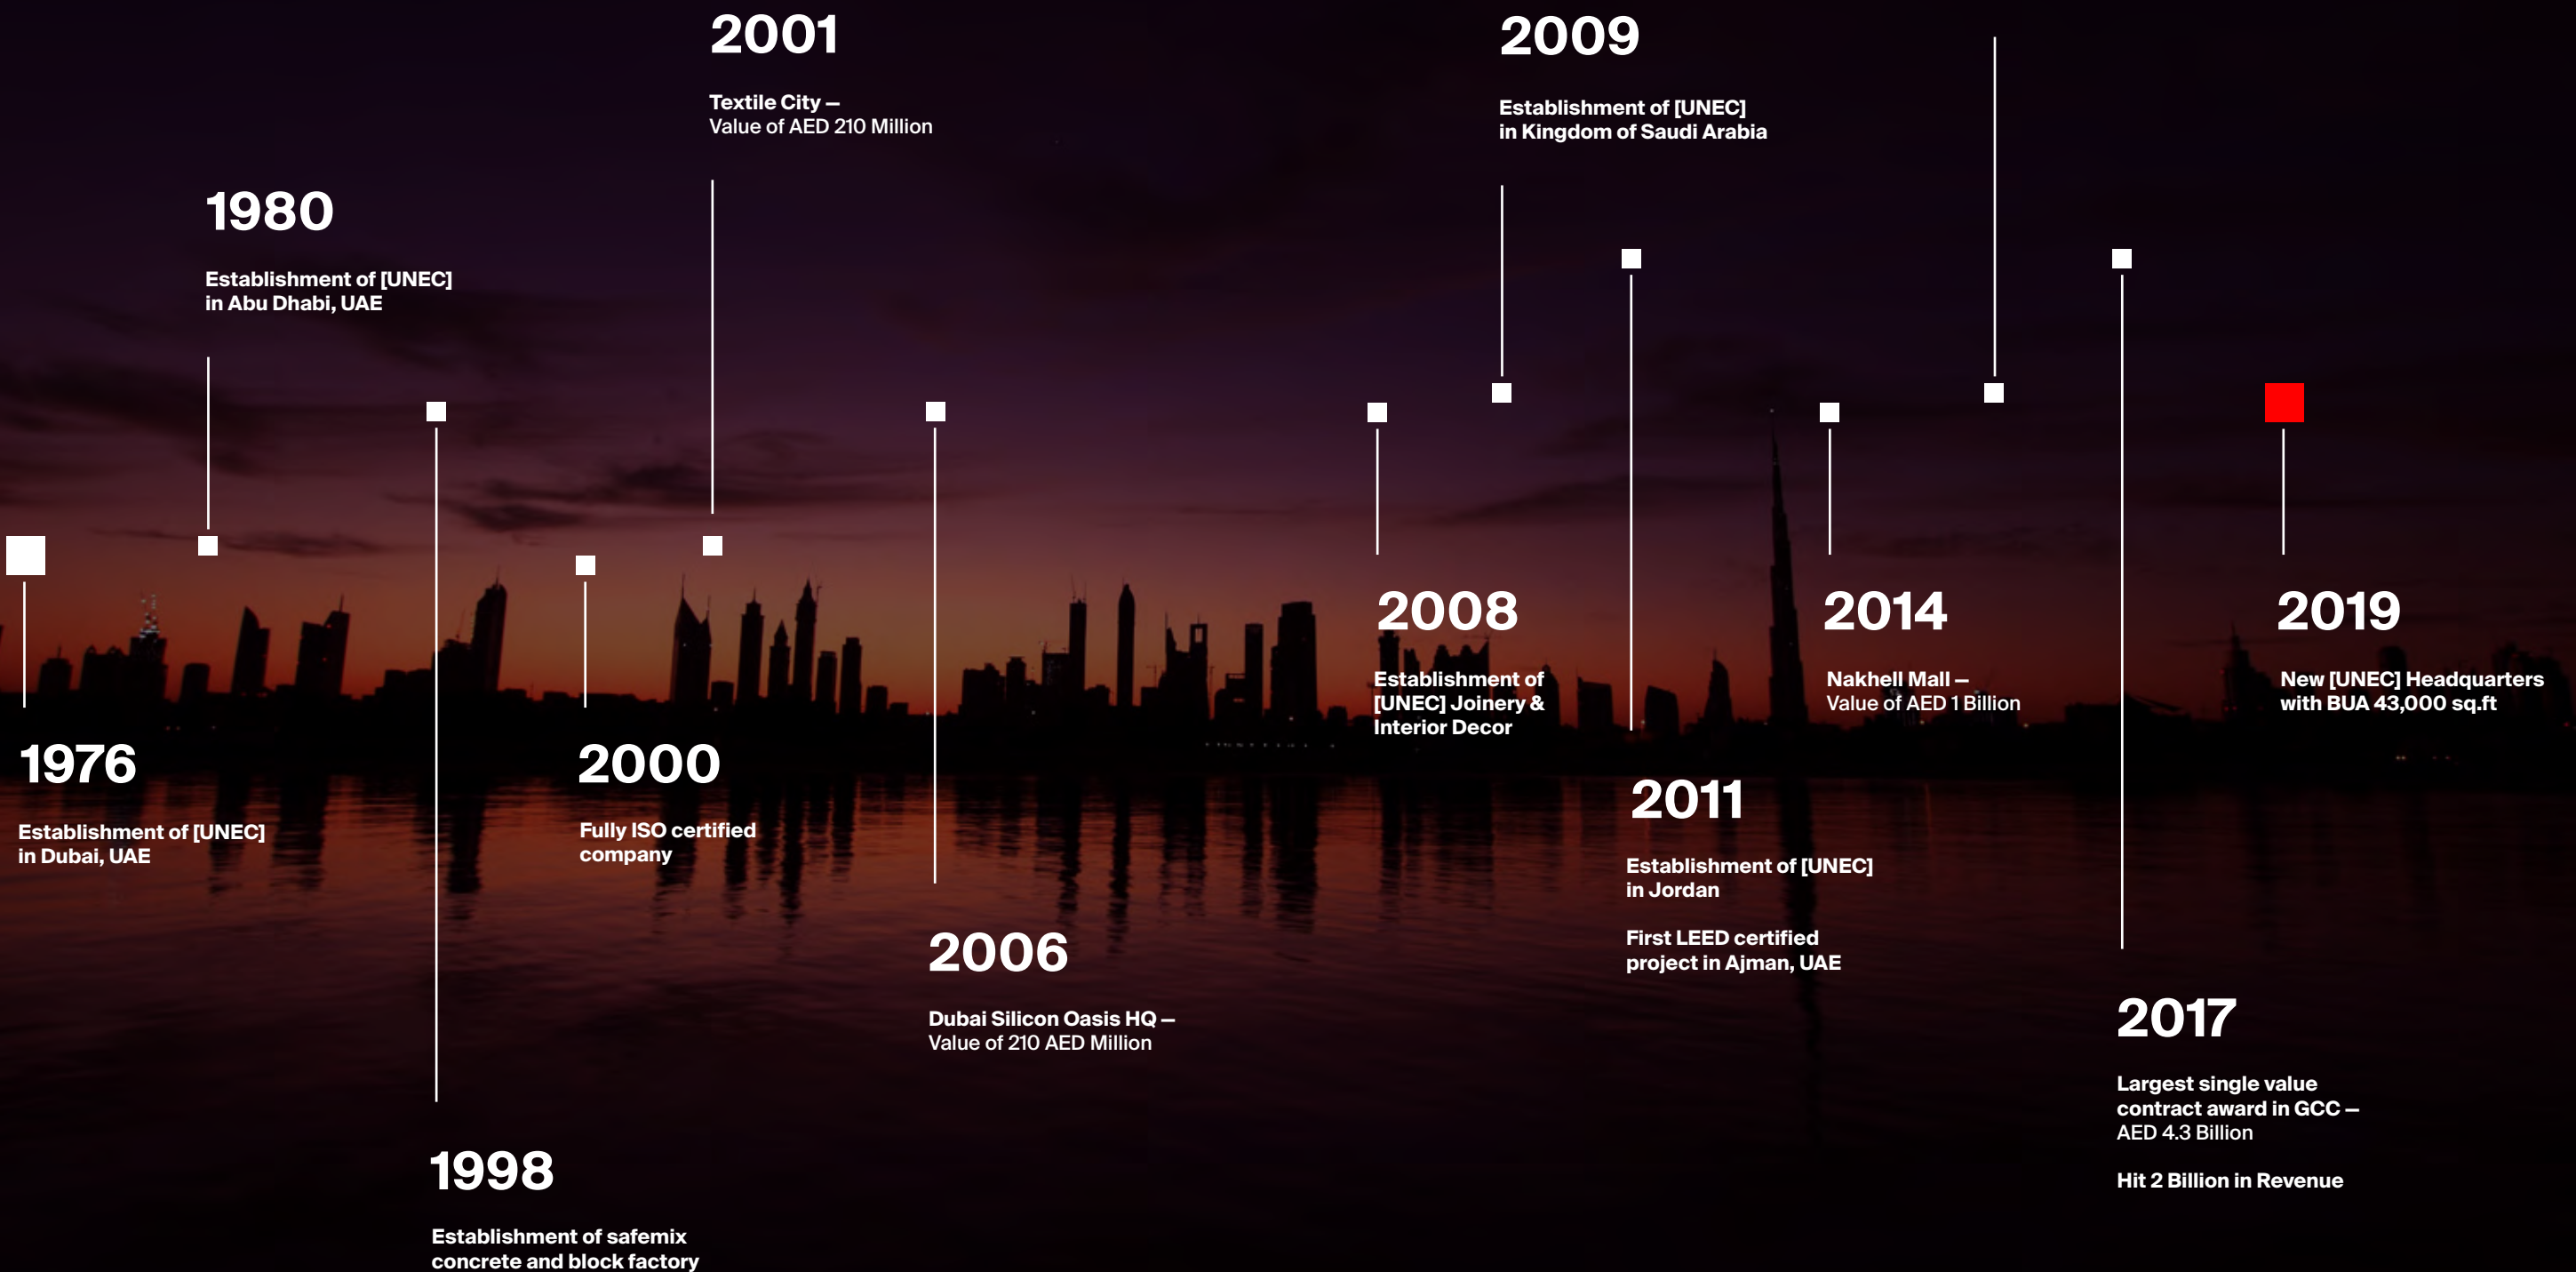 1976
Establishment of [UNEC]
in Dubai, UAE
1980
Establishment of [UNEC]
in Abu Dhabi, UAE
1998
Establishment of safemix
concrete and block factory
2000
Fully ISO certified
company
2001
Textile City —
Value of AED 210 Million
2006
Dubai Silicon Oasis HQ —
Value of 210 AED Million
2008
Establishment of
[UNEC] Joinery &
Interior Decor
2009
Establishment of [UNEC]
in Kingdom of Saudi Arabia
2011
Establishment of [UNEC]
in Jordan
First LEED certified
project in Ajman, UAE
2014
Nakhell Mall —
Value of AED 1 Billion
2017
Largest single value
contract award in GCC —
AED 4.3 Billion
Hit 2 Billion in Revenue
2019
New [UNEC] Headquarters
with BUA 43,000 sq.ft